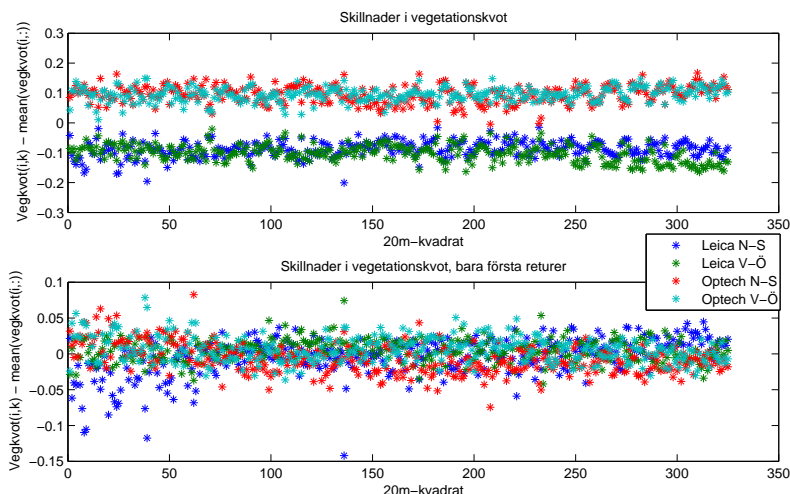 Skillnader i vegetationskvot
Vegkvot(i,k) − mean(vegkvot(i,:))
0.3
0.2
0.1
0
−0.1
−0.2
−0.3
0 50 100 150 200 250 300 350
20m−kvadrat
Skillnader i vegetationskvot, bara första returer
Vegkvot(i,k) − mean(vegkvot(i,:))
0.1
0.05
0
−0.05
−0.1
−0.15
0 50 100 150 200 250 300 350
20m−kvadrat
Leica N−S
Leica V−Ö
Optech N−S
Optech V−Ö